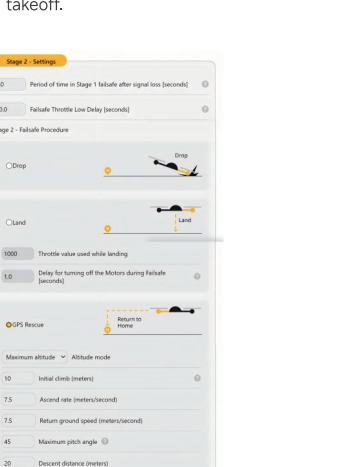 takeoff.
Stage 2 - Settings
Period of time in Stage 1 failsafe after signal loss [seconds]
Failsafe Throttle Low Delay [seconds]
2 - Failsafe Procedure
Drop
Drop
Land
Land
1000 Throttle value used while landing
1.0 Delay for turning off the Motors during Failsafe
[seconds]
GPS Rescue
Return to
Home
Maximum altitude Altitude mode
10 Initial climb (meters)
7.5 Ascend rate (meters/second)
7.5 Return ground speed (meters/second)
45 Maximum pitch angle
20 Descent distance (meters)